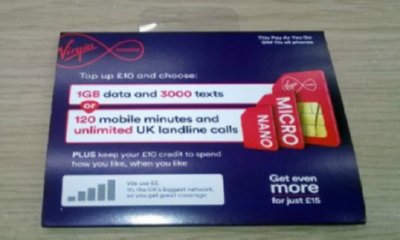 Virgin media
This Pay As You Go
SIM fits all phones
Top up £10 and choose:
1GB data and 3000 texts
or
120 mobile minutes and
unlimited UK landline calls
NANO
MICRO
PLUS keep your £10 credit to spend
how you like, when you like
We use EE.
It's the UK's biggest network,
so you get great coverage
Get even
more
for just £15